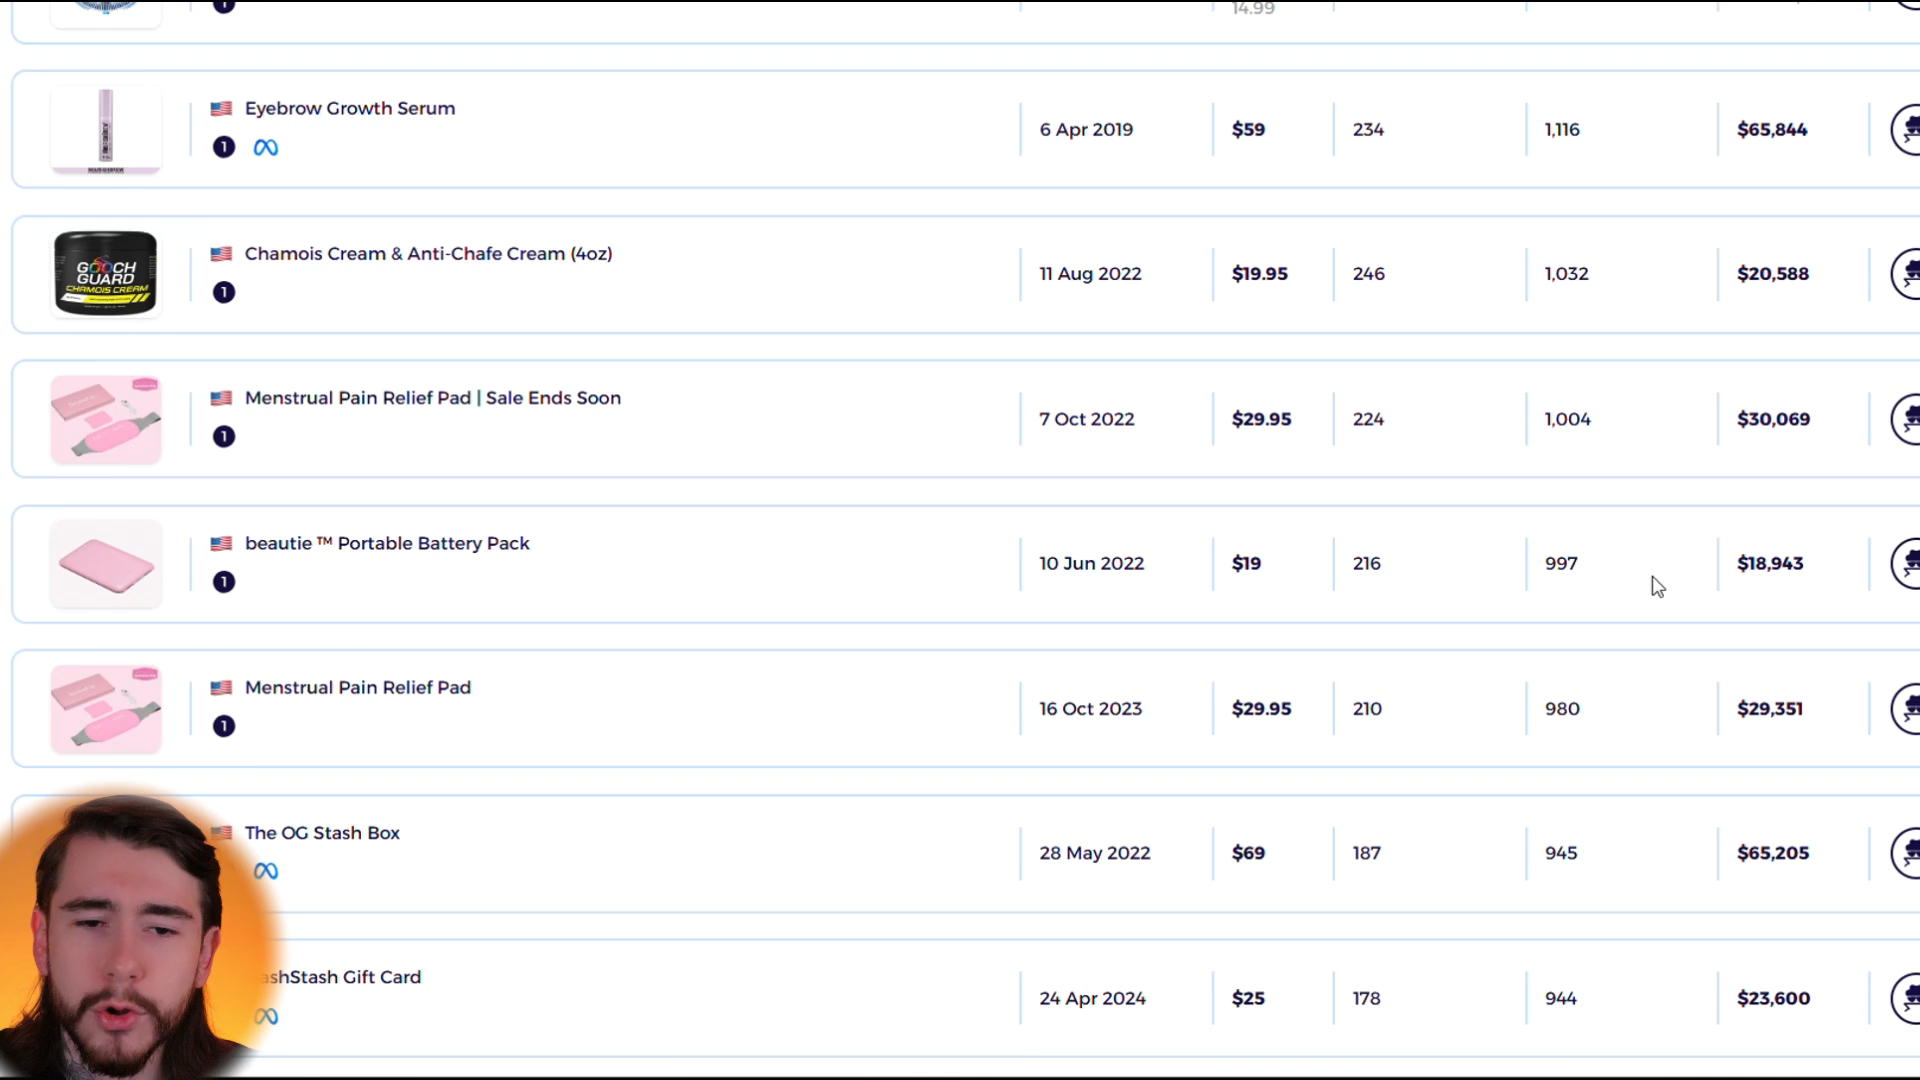 14.99
Eyebrow Growth Serum
1
6 Apr 2019
$59
234
1,116
$65,844
GOOCH
GUARD
CHAMOIS CREAM
Chamois Cream & Anti-Chafe Cream (4oz)
1
11 Aug 2022
$19.95
246
1,032
$20,588
Menstrual Pain Relief Pad | Sale Ends Soon
1
7 Oct 2022
$29.95
224
1,004
$30,069
beautie ™ Portable Battery Pack
1
10 Jun 2022
$19
216
997
$18,943
Menstrual Pain Relief Pad
1
16 Oct 2023
$29.95
210
980
$29,351
The OG Stash Box
28 May 2022
$69
187
945
$65,205
ashStash Gift Card
24 Apr 2024
$25
178
944
$23,600